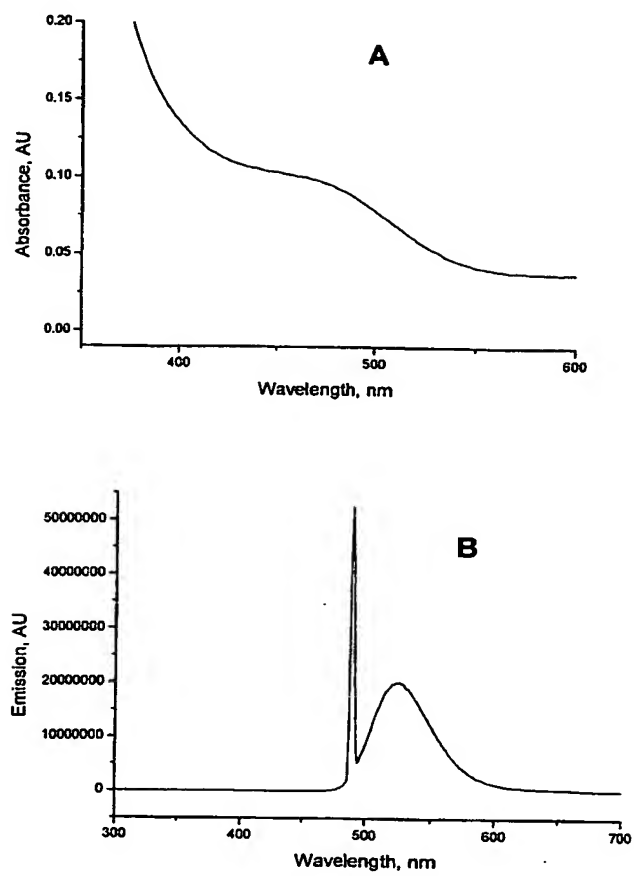 A
0.20
0.15
0.10
0.05
0.00
Absorbance, AU
400 500 600
Wavelength, nm
B
50000000
40000000
30000000
20000000
10000000
0
Emission, AU
300 400 500 600 700
Wavelength, nm